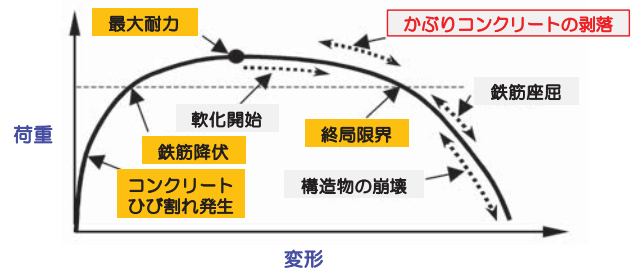 最大耐力
かぶりコンクリートの剥落
軟化開始
鉄筋座屈
荷重
鉄筋降伏
終局限界
コンクリート
ひび割れ発生
構造物の崩壊
変形